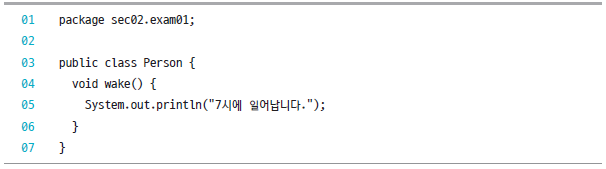 01 package sec02.exam01;
02
03 public class Person {
04   void wake() {
05     System.out.println("7시에 일어납니다.");
06   }
07 }